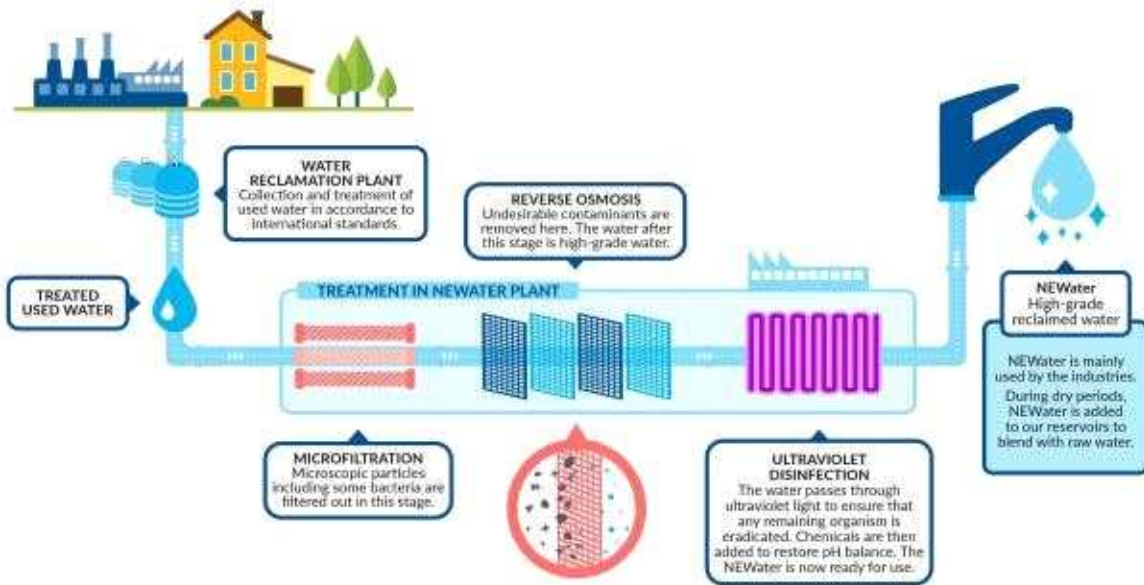 WATER
RECLAMATION PLANT
Collection and treatment of
used water in accordance to
international standards.
TREATED
USED WATER
REVERSE OSMOSIS
Undesirable contaminants are
removed here. The water after
this stage is high-grade water.
TREATMENT IN NEWATER PLANT
MICROFILTRATION
Microscopic particles
including some bacteria are
filtered out in this stage.
ULTRAVIOLET
DISINFECTION
The water passes through
ultraviolet light to ensure that
any remaining organism is
eradicated. Chemicals are then
added to restore pH balance. The
NEWater is now ready for use.
NEWater
High-grade
reclaimed water
NEWater is mainly
used by the industries.
During dry periods,
NEWater is added
to our reservoirs to
blend with raw water.